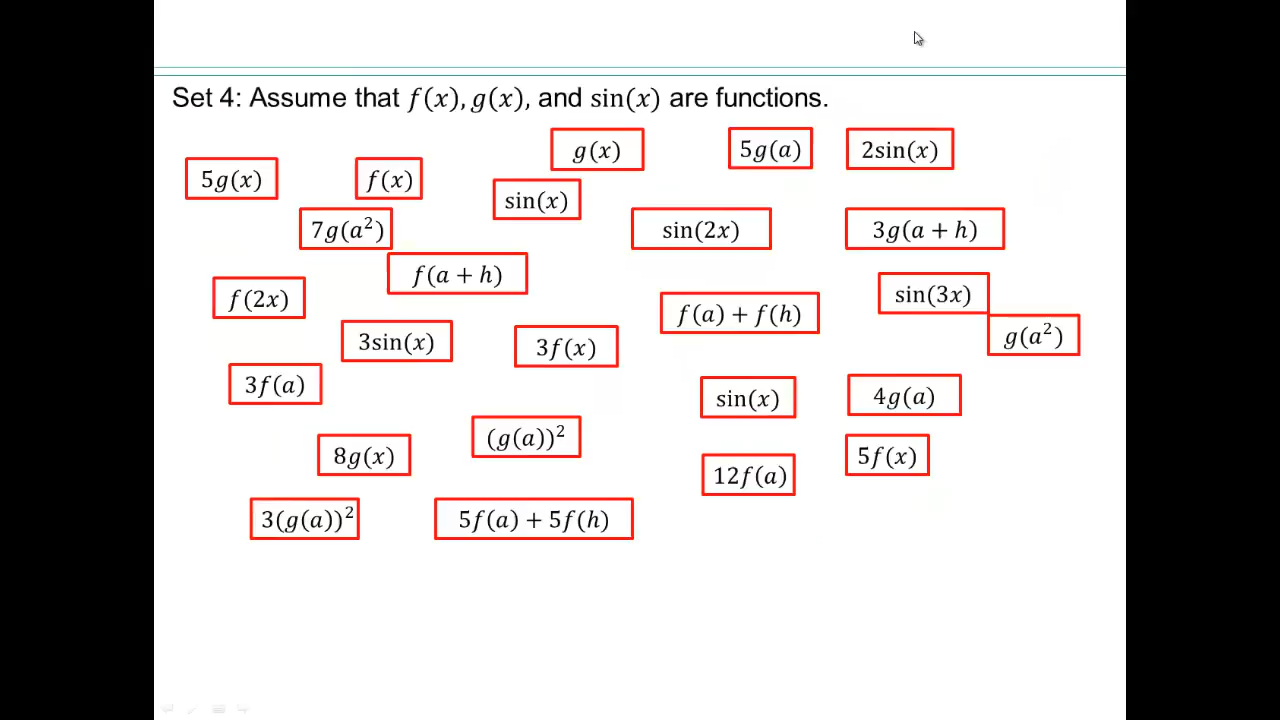 Set 4: Assume that f(x), g(x), and sin(x) are functions.
g(x)
5g(a)
2sin(x)
5g(x)
f(x)
sin(x)
7g(a²)
sin(2x)
3g(a + h)
f(a + h)
f(2x)
sin(3x)
f(a) + f(h)
g(a²)
3sin(x)
3f(x)
3f(a)
sin(x)
4g(a)
(g(a))²
8g(x)
5f(x)
12f(a)
3(g(a))²
5f(a) + 5f(h)